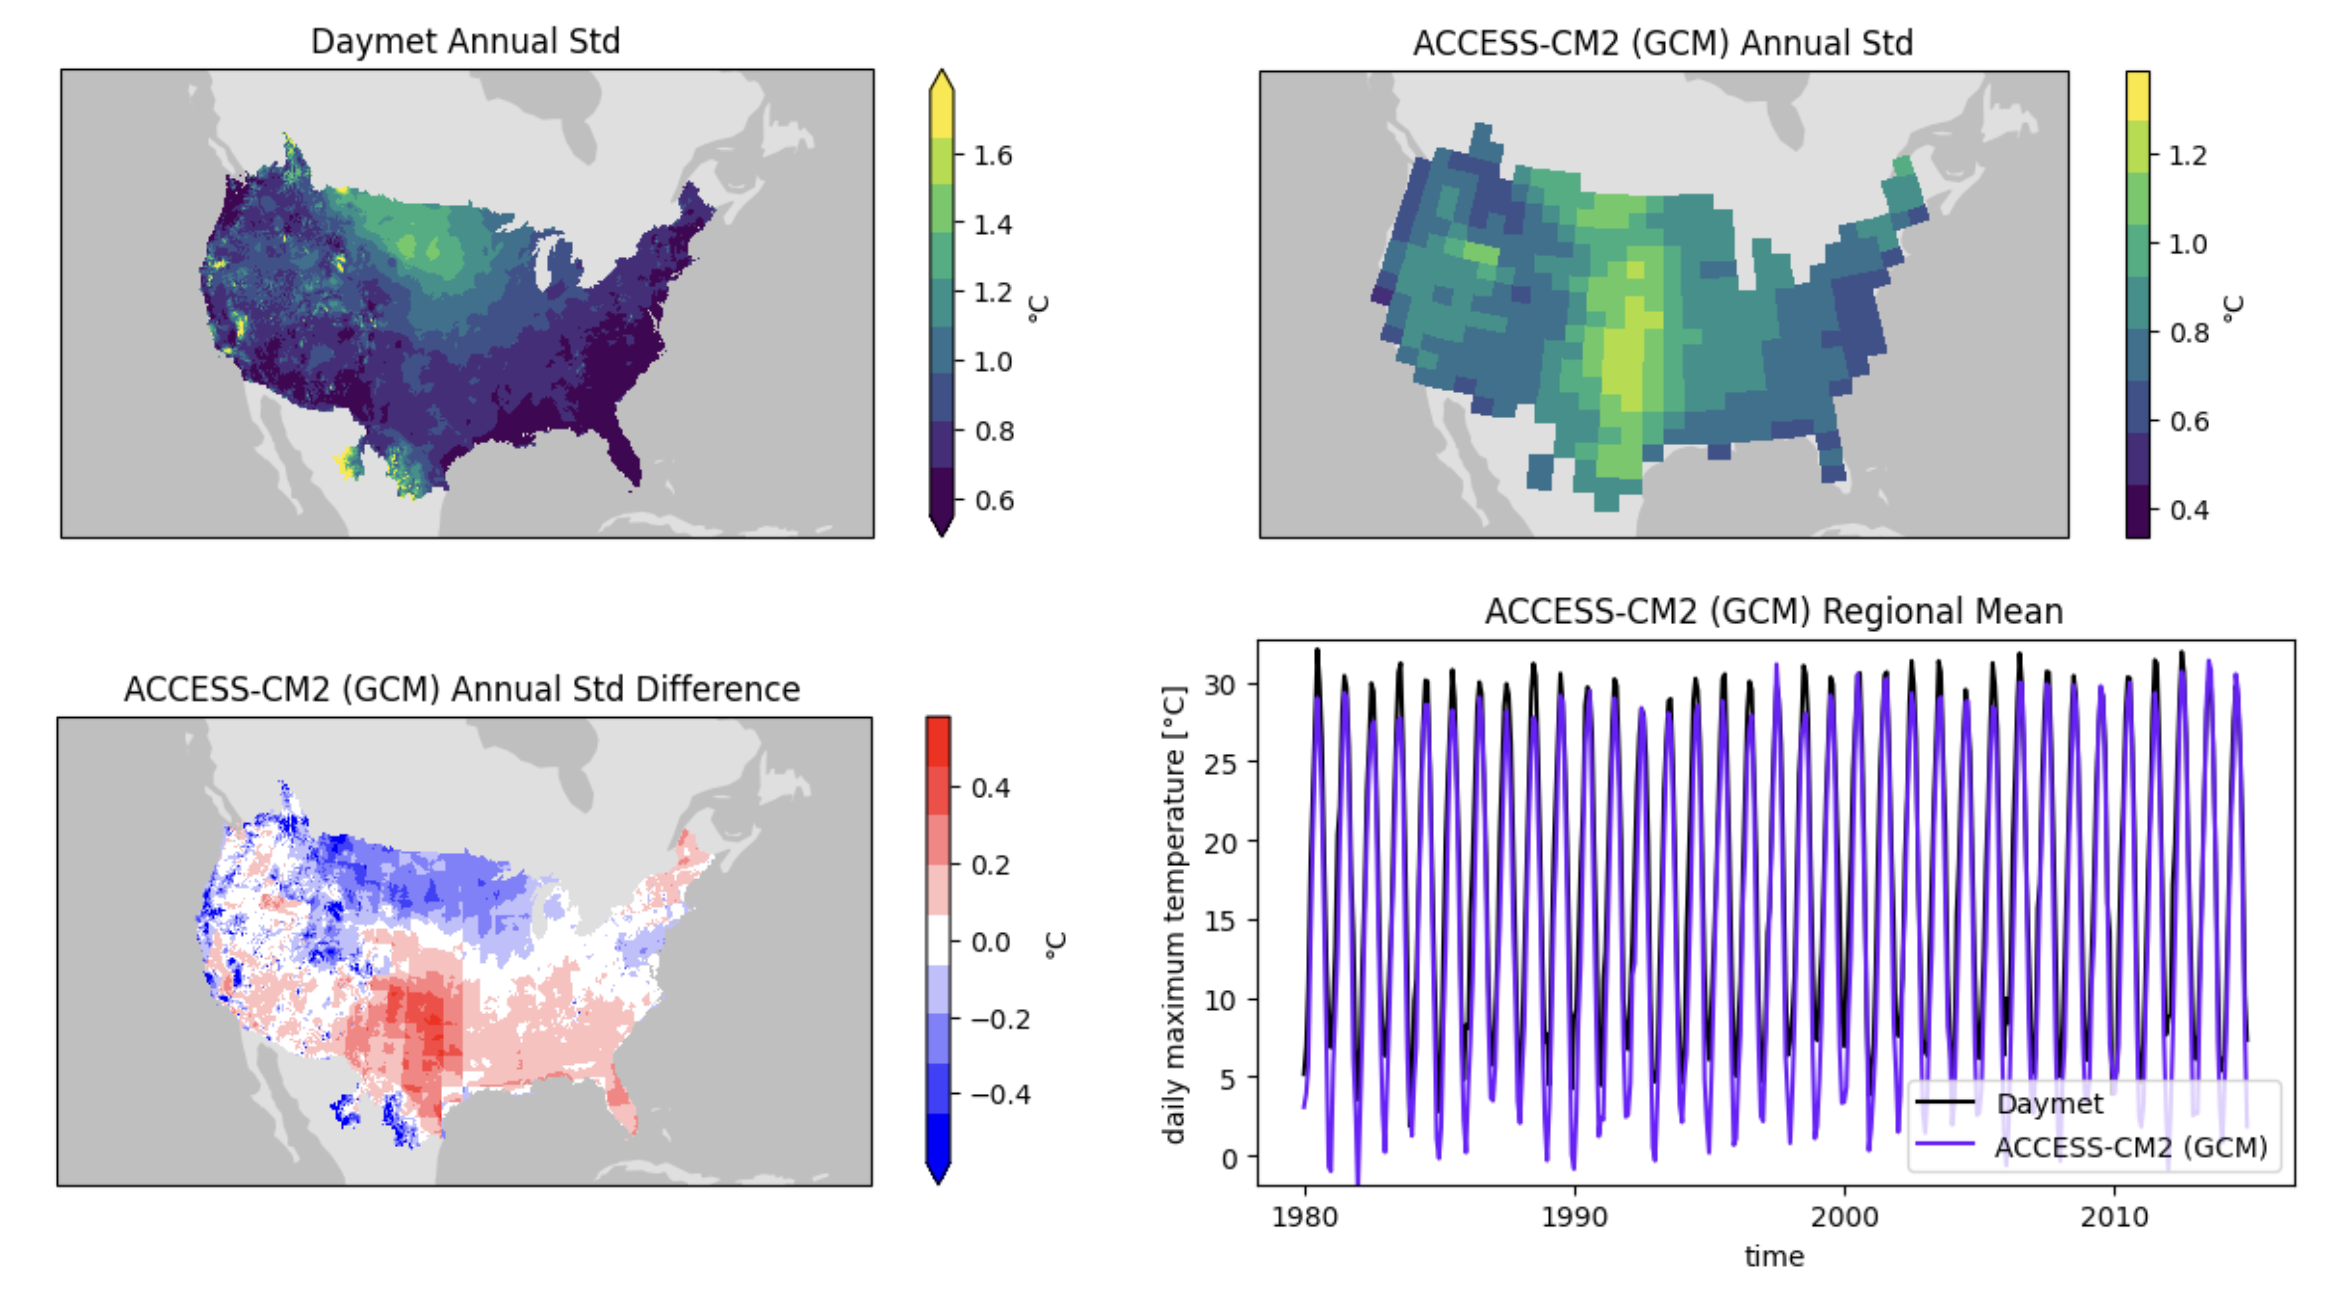 Daymet Annual Std
1.6
1.4
1.2
1.0
0.8
0.6
°C
ACCESS-CM2 (GCM) Annual Std
1.2
1.0
0.8
0.6
0.4
°C
ACCESS-CM2 (GCM) Annual Std Difference
0.4
0.2
0.0
−0.2
−0.4
°C
ACCESS-CM2 (GCM) Regional Mean
daily maximum temperature [°C]
30
25
20
15
10
5
0
Daymet
ACCESS-CM2 (GCM)
1980 1990 2000 2010
time